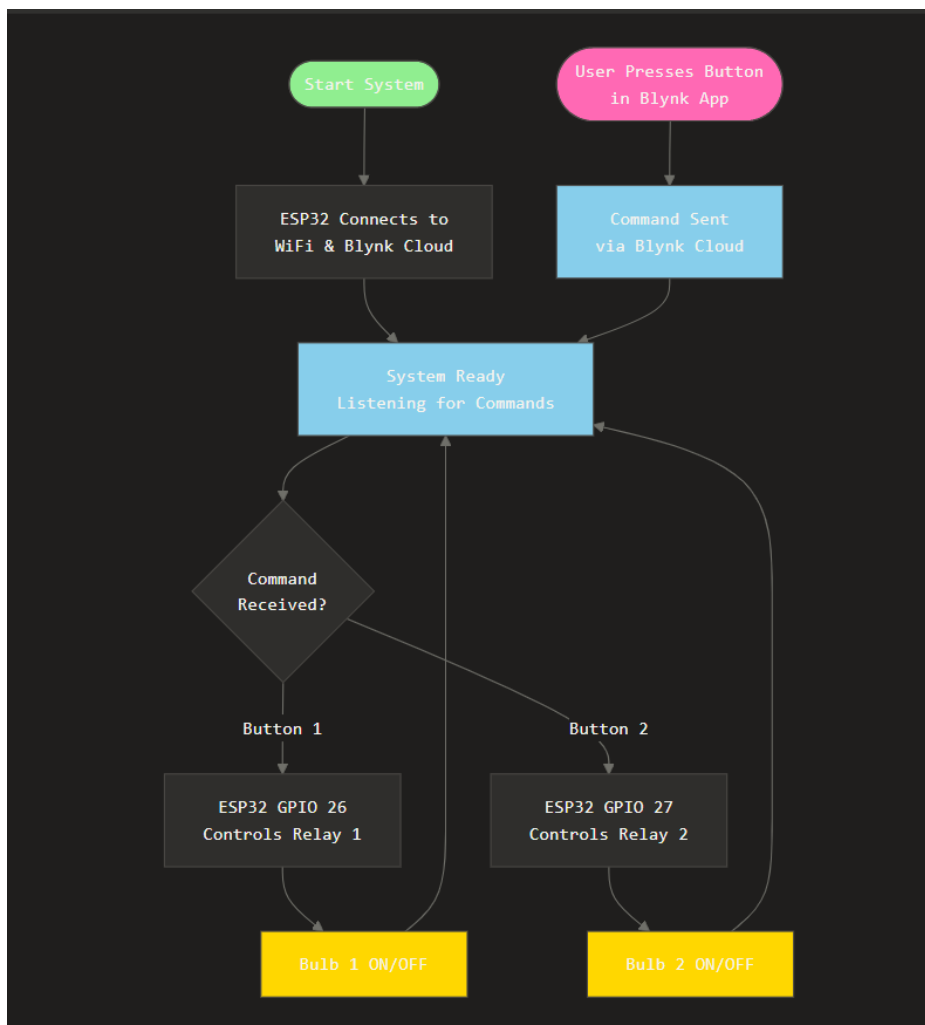 Start System
User Presses Button
in Blynk App
ESP32 Connects to
WiFi & Blynk Cloud
Command Sent
via Blynk Cloud
System Ready
Listening for Commands
Command
Received?
Button 1
Button 2
ESP32 GPIO 26
Controls Relay 1
ESP32 GPIO 27
Controls Relay 2
Bulb 1 ON/OFF
Bulb 2 ON/OFF